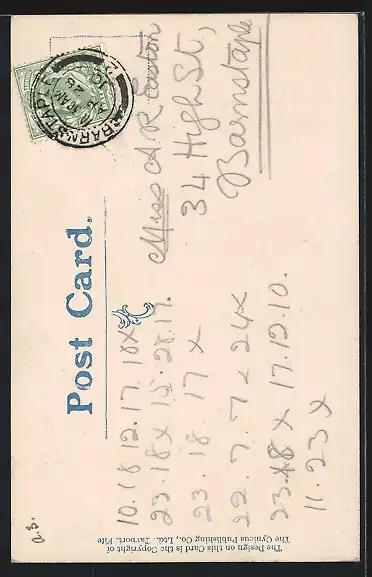 Post Card.
Miss A R Easton
34 High St,
Barnstaple
10.18 12.17. 18x
23.18x 15.20.19.
23.18 17 x
22.7.7 x 24x
23.18 x 17.12.10.
11.23 x
The Design on this Card is the Copyright of
The Cynicus Publishing Co., Ltd. Tayport, Fife
BARNSTAPLE